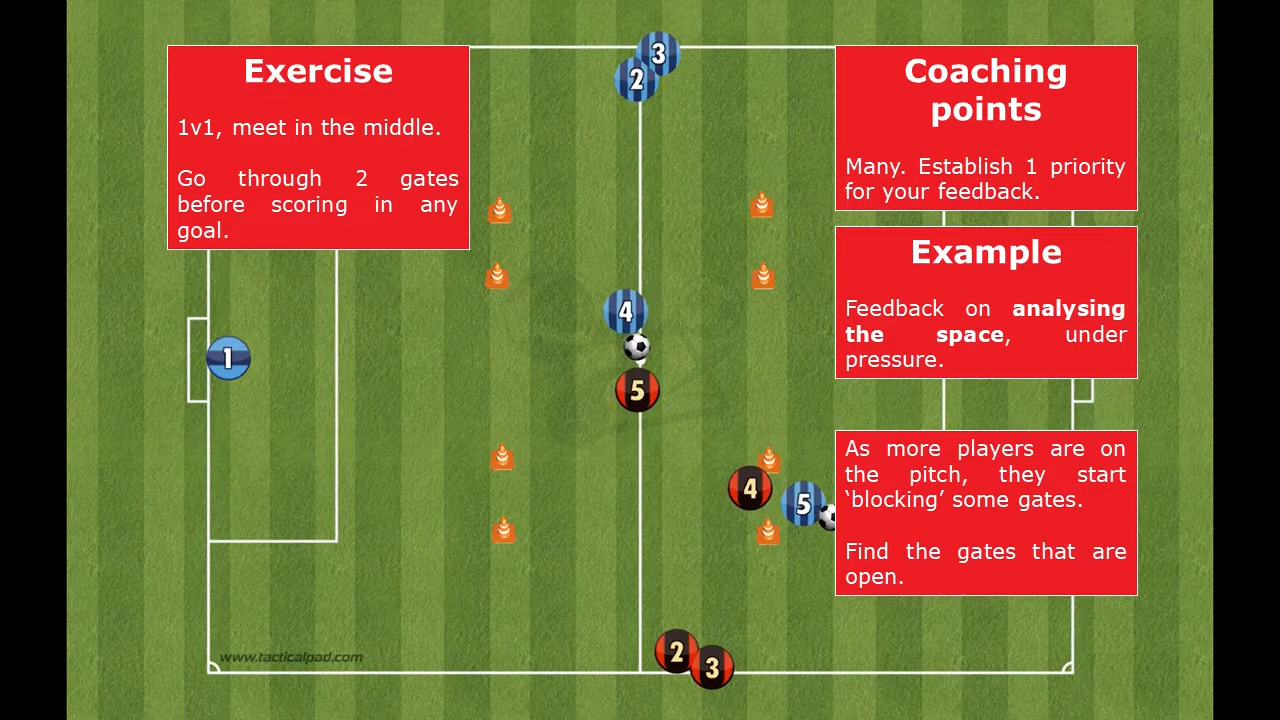 Exercise
1v1, meet in the middle.
Go through 2 gates
before scoring in any
goal.
Coaching
points
Many. Establish 1 priority
for your feedback.
Example
Feedback on analysing
the space, under
pressure.
As more players are on
the pitch, they start
‘blocking’ some gates.
Find the gates that are
open.
3
2
4
1
5
4
5
2
3
www.tacticalpad.com